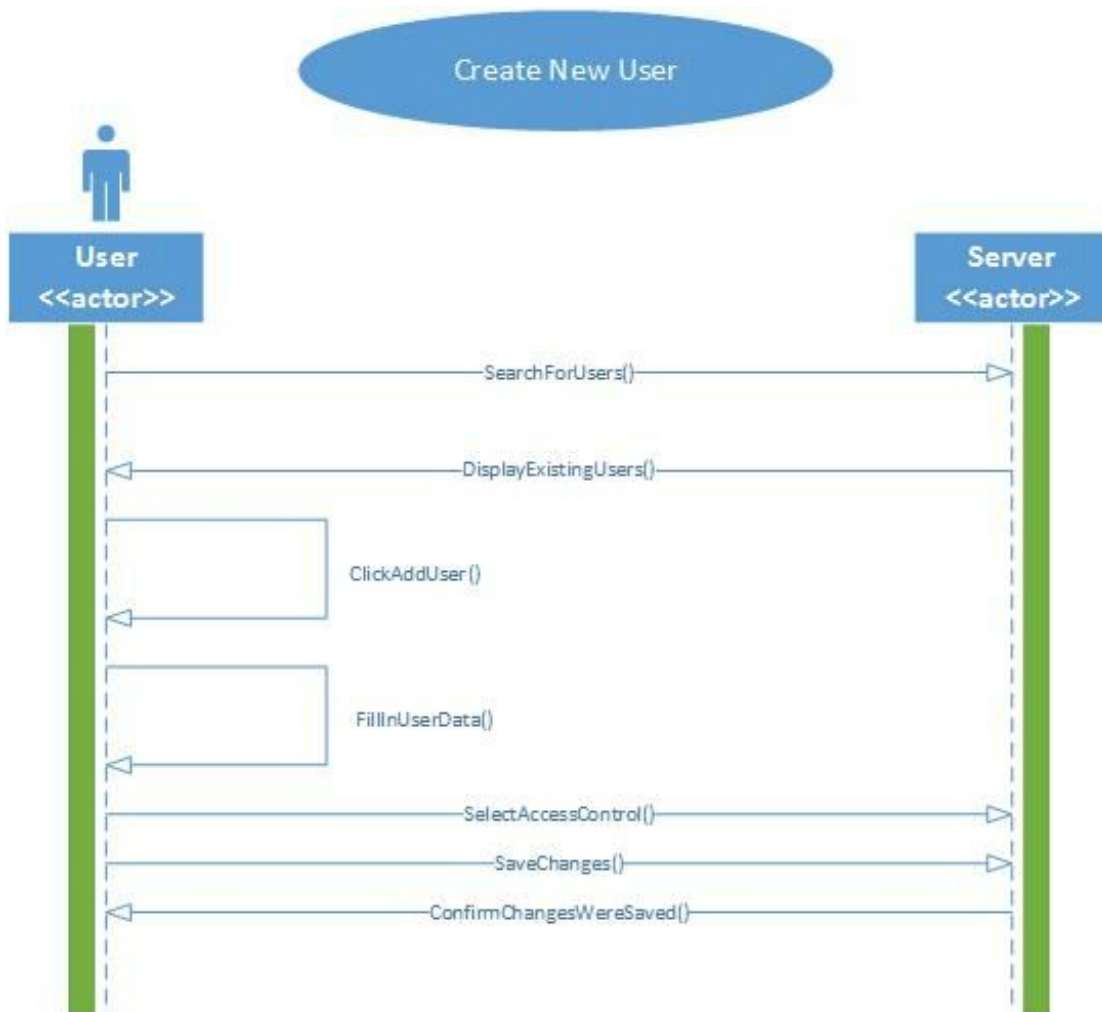 Create New User
User
<<actor>>
Server
<<actor>>
SearchForUsers()
DisplayExistingUsers()
ClickAddUser()
FillInUserData()
SelectAccessControl()
SaveChanges()
ConfirmChangesWereSaved()